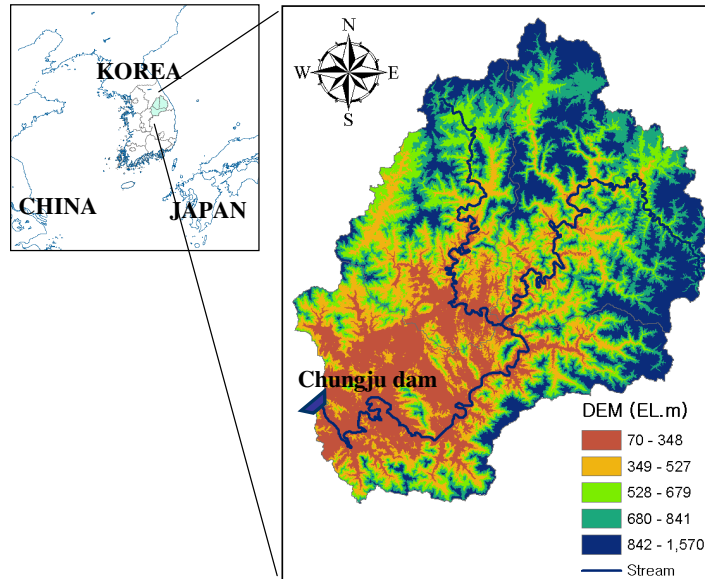 KOREA
CHINA
JAPAN
N
W E
S
Chungju dam
DEM (EL.m)
70 - 348
349 - 527
528 - 679
680 - 841
842 - 1,570
Stream